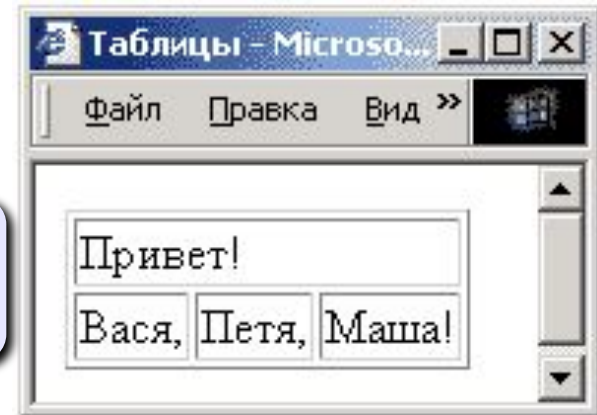 Таблицы - Microso...
Файл Правка Вид »
Привет!
Вася, Петя, Маша!